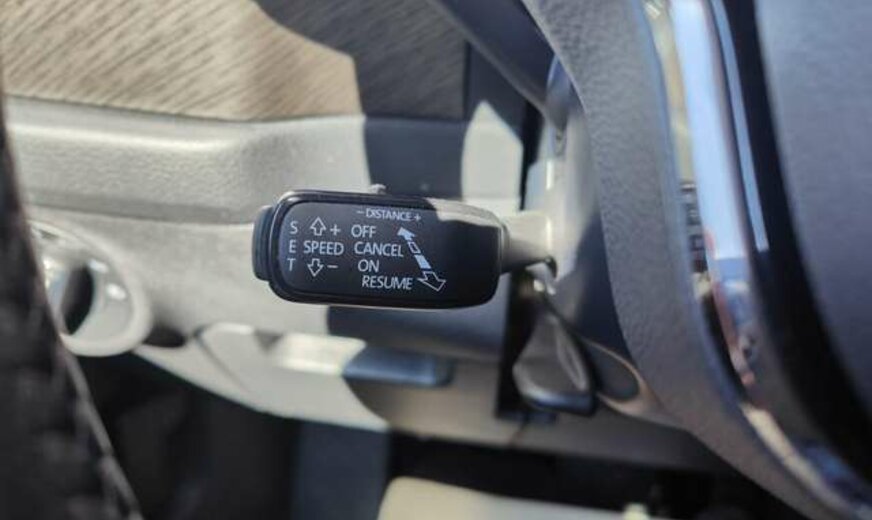 - DISTANCE +
S + OFF
E SPEED CANCEL
T - ON
RESUME